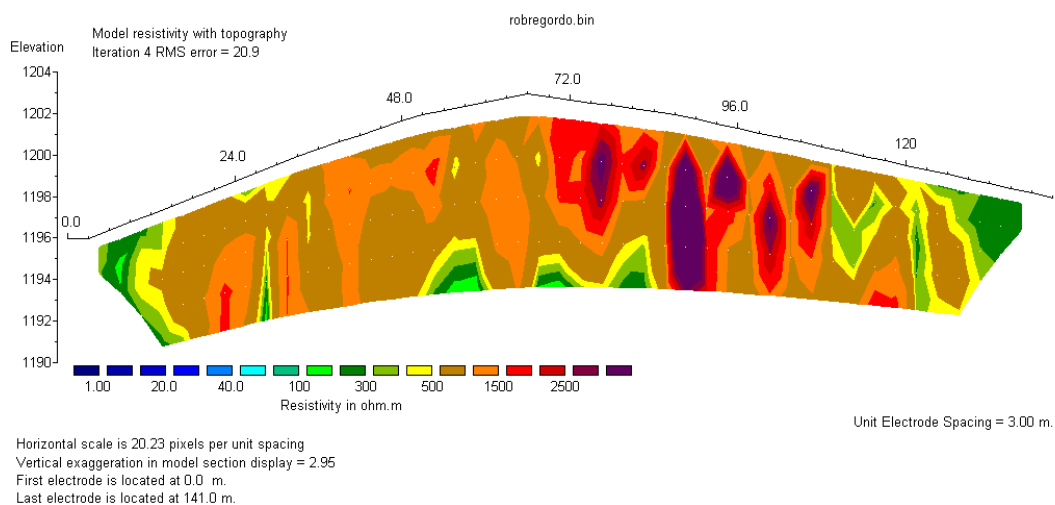 robregordo.bin
Model resistivity with topography
Iteration 4 RMS error = 20.9
Elevation
1204
1202
1200
1198
1196
1194
1192
1190
0.0
24.0
48.0
72.0
96.0
120
1.00 20.0 40.0 100 300 500 1500 2500
Resistivity in ohm.m
Unit Electrode Spacing = 3.00 m.
Horizontal scale is 20.23 pixels per unit spacing
Vertical exaggeration in model section display = 2.95
First electrode is located at 0.0 m.
Last electrode is located at 141.0 m.